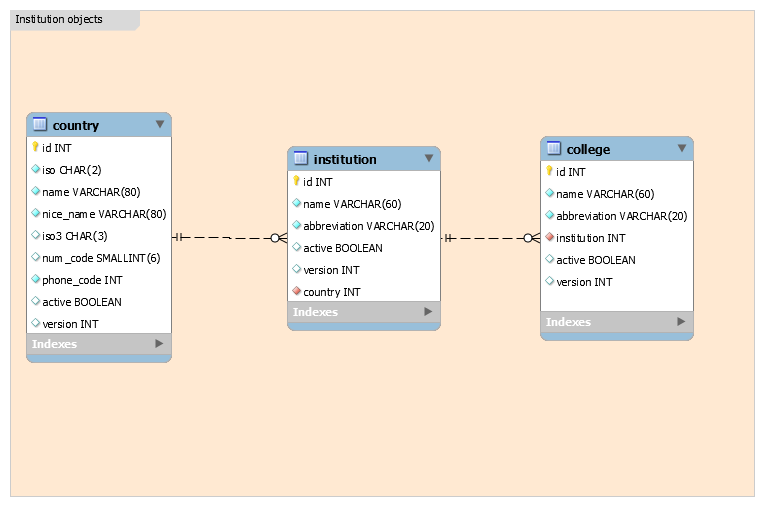 Institution objects
country
id INT
iso CHAR(2)
name VARCHAR(80)
nice_name VARCHAR(80)
iso3 CHAR(3)
num_code SMALLINT(6)
phone_code INT
active BOOLEAN
version INT
Indexes
institution
id INT
name VARCHAR(60)
abbreviation VARCHAR(20)
active BOOLEAN
version INT
country INT
Indexes
college
id INT
name VARCHAR(60)
abbreviation VARCHAR(20)
institution INT
active BOOLEAN
version INT
Indexes